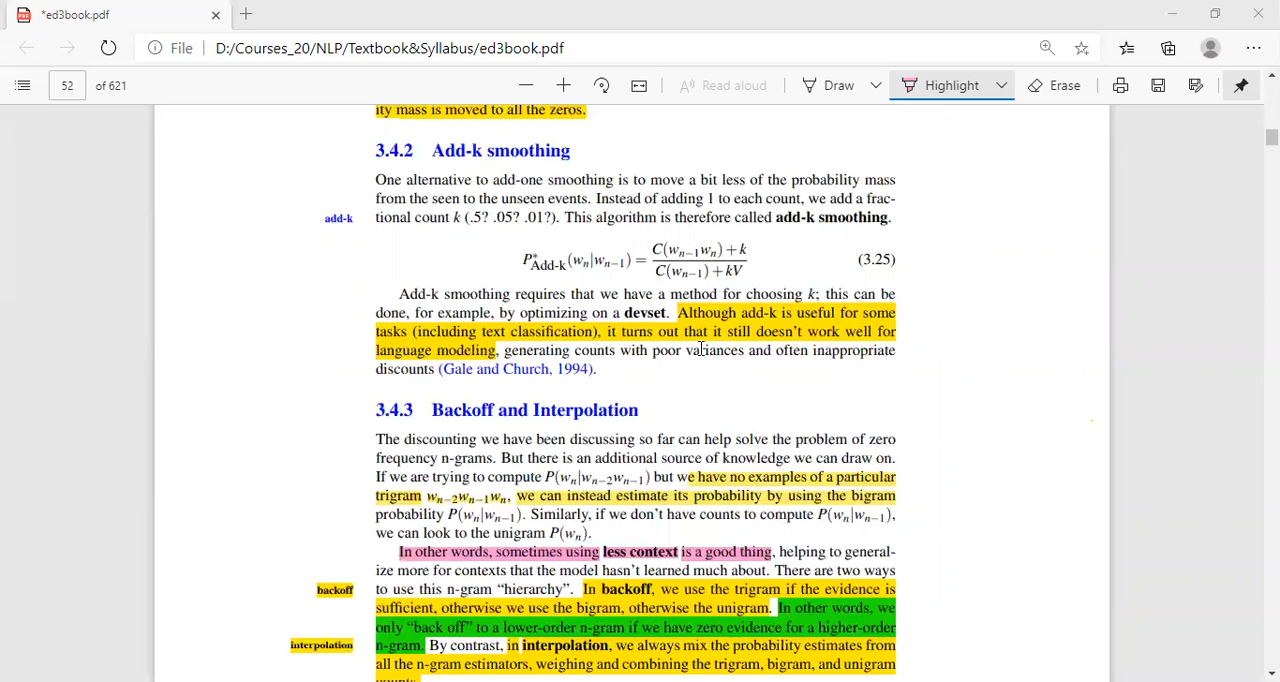 *ed3book.pdf
File D:/Courses_20/NLP/Textbook&Syllabus/ed3book.pdf
52 of 621 Read aloud Draw Highlight Erase
ity mass is moved to all the zeros.
3.4.2 Add-k smoothing
One alternative to add-one smoothing is to move a bit less of the probability mass
from the seen to the unseen events. Instead of adding 1 to each count, we add a frac-
add-k tional count k (.5? .05? .01?). This algorithm is therefore called add-k smoothing.
P*Add-k(wn|wn−1) = C(wn−1wn)+k / C(wn−1)+kV (3.25)
Add-k smoothing requires that we have a method for choosing k; this can be
done, for example, by optimizing on a devset. Although add-k is useful for some
tasks (including text classification), it turns out that it still doesn't work well for
language modeling, generating counts with poor variances and often inappropriate
discounts (Gale and Church, 1994).
3.4.3 Backoff and Interpolation
The discounting we have been discussing so far can help solve the problem of zero
frequency n-grams. But there is an additional source of knowledge we can draw on.
If we are trying to compute P(wn|wn−2wn−1) but we have no examples of a particular
trigram wn−2wn−1wn, we can instead estimate its probability by using the bigram
probability P(wn|wn−1). Similarly, if we don't have counts to compute P(wn|wn−1),
we can look to the unigram P(wn).
In other words, sometimes using less context is a good thing, helping to general-
ize more for contexts that the model hasn't learned much about. There are two ways
backoff to use this n-gram "hierarchy". In backoff, we use the trigram if the evidence is
sufficient, otherwise we use the bigram, otherwise the unigram. In other words, we
only "back off" to a lower-order n-gram if we have zero evidence for a higher-order
interpolation n-gram. By contrast, in interpolation, we always mix the probability estimates from
all the n-gram estimators, weighing and combining the trigram, bigram, and unigram